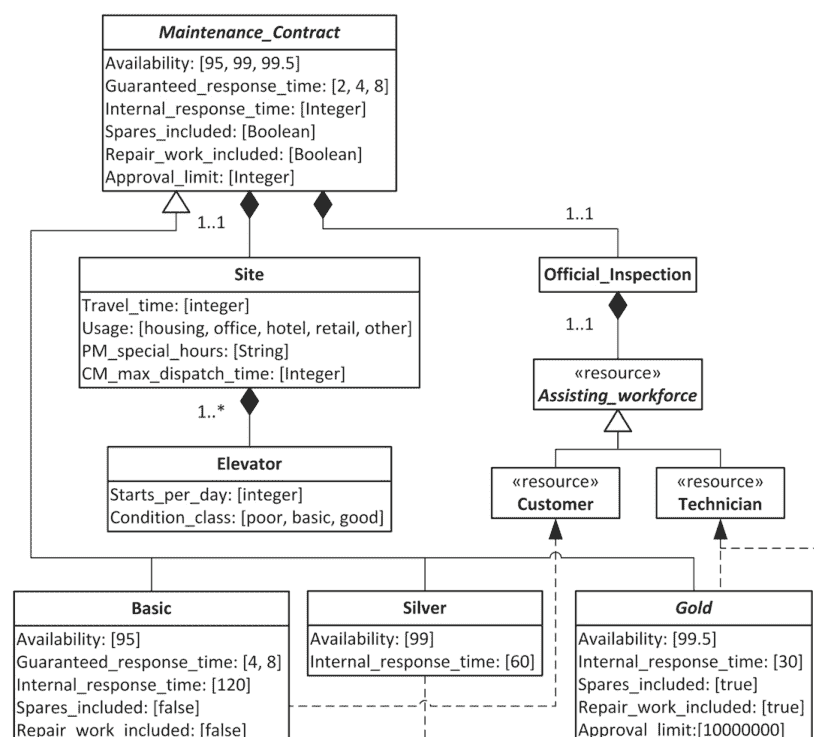 Maintenance_Contract
Availability: [95, 99, 99.5]
Guaranteed_response_time: [2, 4, 8]
Internal_response_time: [Integer]
Spares_included: [Boolean]
Repair_work_included: [Boolean]
Approval_limit: [Integer]
1..1
1..1
Site
Travel_time: [integer]
Usage: [housing, office, hotel, retail, other]
PM_special_hours: [String]
CM_max_dispatch_time: [Integer]
Official_Inspection
1..1
«resource»
Assisting_workforce
1..*
Elevator
Starts_per_day: [integer]
Condition_class: [poor, basic, good]
«resource»
Customer
«resource»
Technician
Basic
Availability: [95]
Guaranteed_response_time: [4, 8]
Internal_response_time: [120]
Spares_included: [false]
Repair_work_included: [false]
Silver
Availability: [99]
Internal_response_time: [60]
Gold
Availability: [99.5]
Internal_response_time: [30]
Spares_included: [true]
Repair_work_included: [true]
Approval_limit:[10000000]